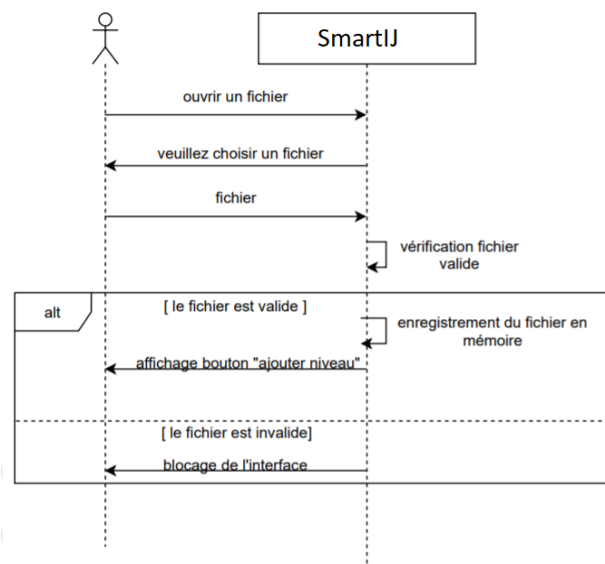 SmartIJ
ouvrir un fichier
veuillez choisir un fichier
fichier
vérification fichier
valide
alt
[ le fichier est valide ]
enregistrement du fichier en
mémoire
affichage bouton "ajouter niveau"
[ le fichier est invalide]
blocage de l'interface